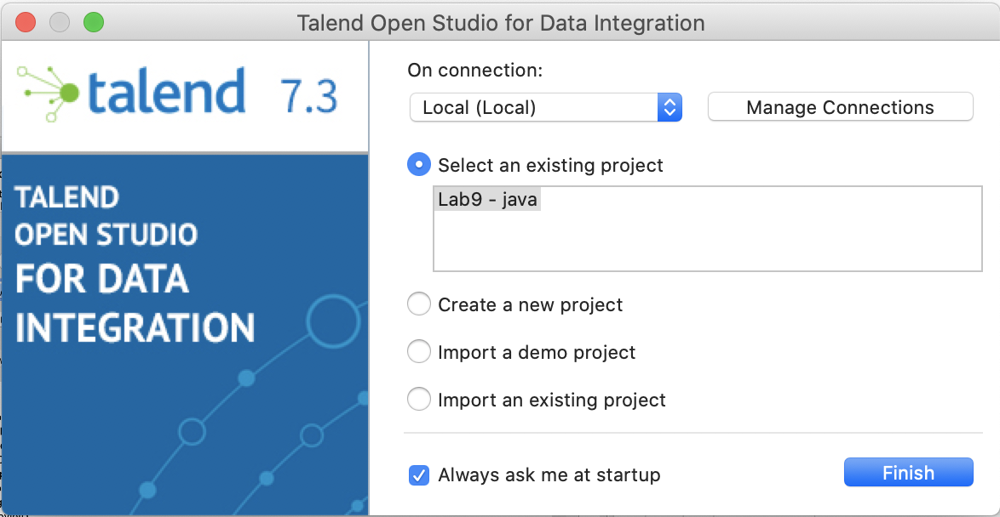 Talend Open Studio for Data Integration
talend 7.3
TALEND
OPEN STUDIO
FOR DATA
INTEGRATION
On connection:
Local (Local)
Manage Connections
Select an existing project
Lab9 - java
Create a new project
Import a demo project
Import an existing project
Always ask me at startup
Finish